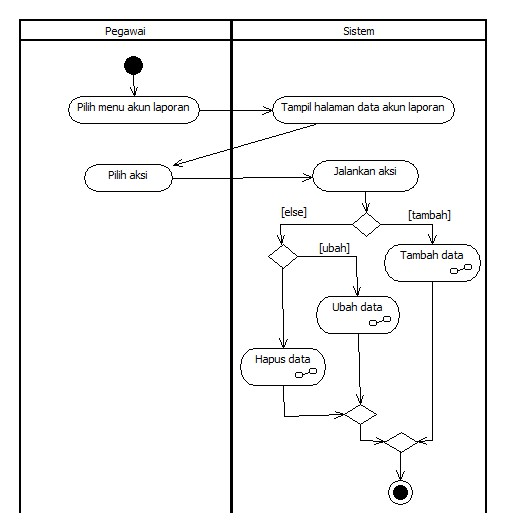 Pegawai
Sistem
Pilih menu akun laporan
Tampil halaman data akun laporan
Pilih aksi
Jalankan aksi
[else]
[tambah]
[ubah]
Tambah data
Ubah data
Hapus data